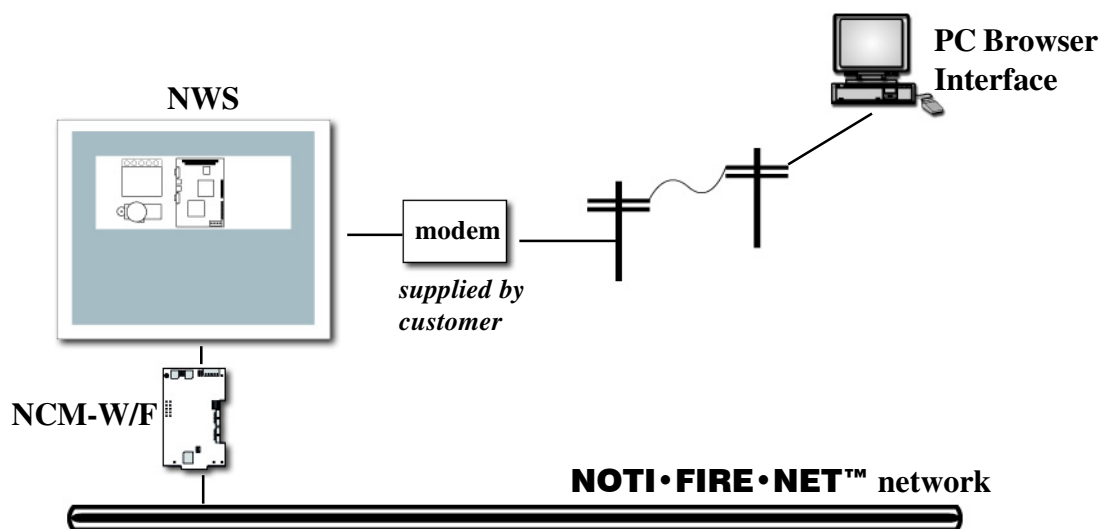 PC Browser
Interface
NWS
modem
supplied by
customer
NCM-W/F
NOTI•FIRE•NET™ network